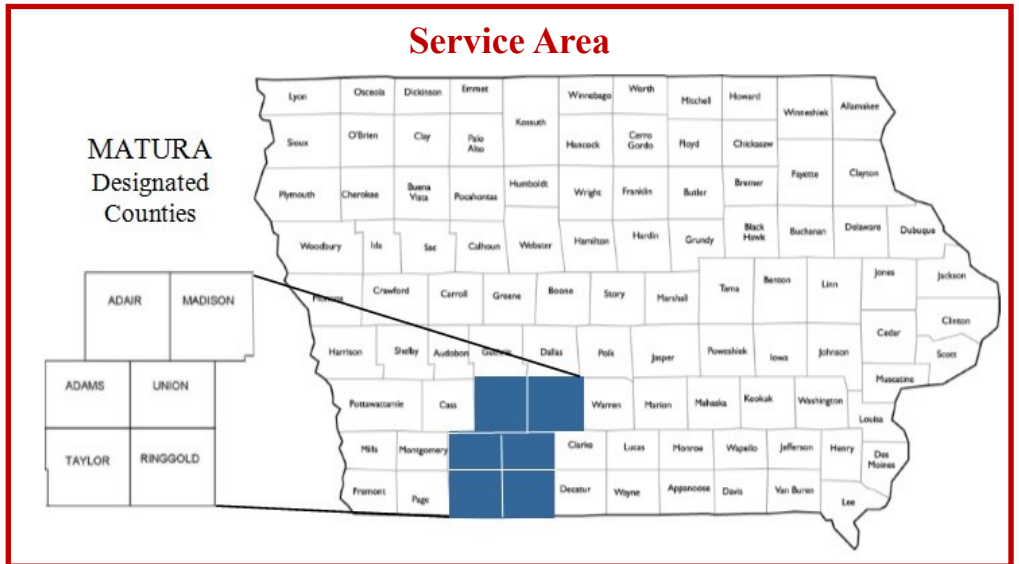 Service Area
MATURA
Designated
Counties
Lyon Osceola Dickinson Emmet Winnebago Worth Mitchell Howard Winneshiek Allamakee
Kossuth
Sioux O'Brien Clay Palo Alto Hancock Cerro Gordo Floyd Chickasaw
Fayette Clayton
Plymouth Cherokee Buena Vista Pocahontas Humboldt Wright Franklin Butler Bremer
Woodbury Ida Sac Calhoun Webster Hamilton Hardin Grundy Black Hawk Buchanan Delaware Dubuque
Crawford Carroll Greene Boone Story Marshall Tama Benton Linn Jones Jackson
ADAIR MADISON
Clinton
Cedar
Harrison Shelby Audobon Dallas Polk Jasper Poweshiek Iowa Johnson Scott
Muscatine
ADAMS UNION
Pottawattamie Cass Warren Marion Mahaska Keokuk Washington
Louisa
TAYLOR RINGGOLD
Mills Montgomery Clarke Lucas Monroe Wapello Jefferson Henry Des Moines
Fremont Page Decatur Wayne Appanoose Davis Van Buren Lee